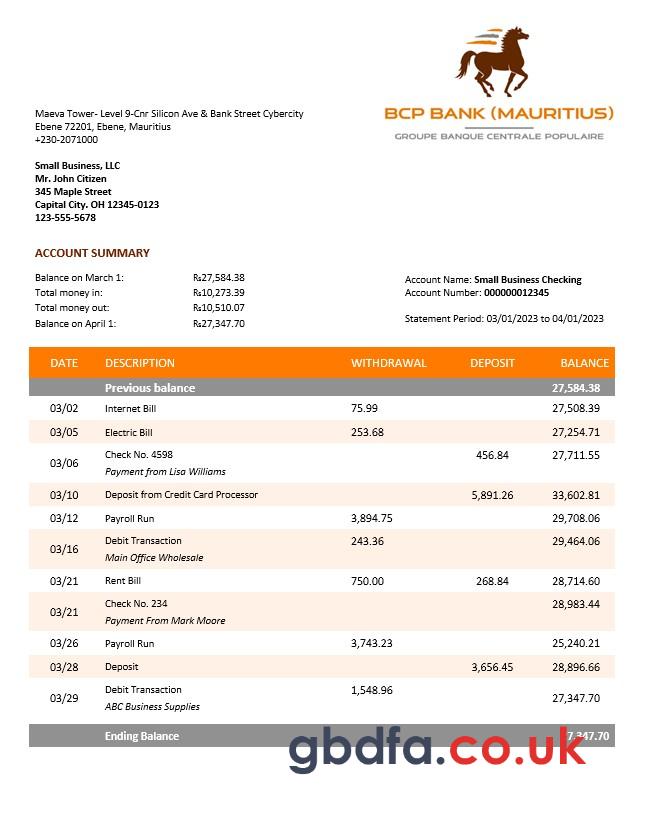 BCP BANK (MAURITIUS)
GROUPE BANQUE CENTRALE POPULAIRE
Maeva Tower- Level 9-Cnr Silicon Ave & Bank Street Cybercity
Ebene 72201, Ebene, Mauritius
+230-2071000
Small Business, LLC
Mr. John Citizen
345 Maple Street
Capital City. OH 12345-0123
123-555-5678
ACCOUNT SUMMARY
Balance on March 1: ₨27,584.38
Total money in: ₨10,273.39
Total money out: ₨10,510.07
Balance on April 1: ₨27,347.70
Account Name: Small Business Checking
Account Number: 000000012345
Statement Period: 03/01/2023 to 04/01/2023
DATE DESCRIPTION WITHDRAWAL DEPOSIT BALANCE
Previous balance 27,584.38
03/02 Internet Bill 75.99 27,508.39
03/05 Electric Bill 253.68 27,254.71
03/06 Check No. 4598 456.84 27,711.55
Payment from Lisa Williams
03/10 Deposit from Credit Card Processor 5,891.26 33,602.81
03/12 Payroll Run 3,894.75 29,708.06
03/16 Debit Transaction 243.36 29,464.06
Main Office Wholesale
03/21 Rent Bill 750.00 268.84 28,714.60
03/21 Check No. 234 28,983.44
Payment From Mark Moore
03/26 Payroll Run 3,743.23 25,240.21
03/28 Deposit 3,656.45 28,896.66
03/29 Debit Transaction 1,548.96 27,347.70
ABC Business Supplies
Ending Balance
gbdfa.co.uk